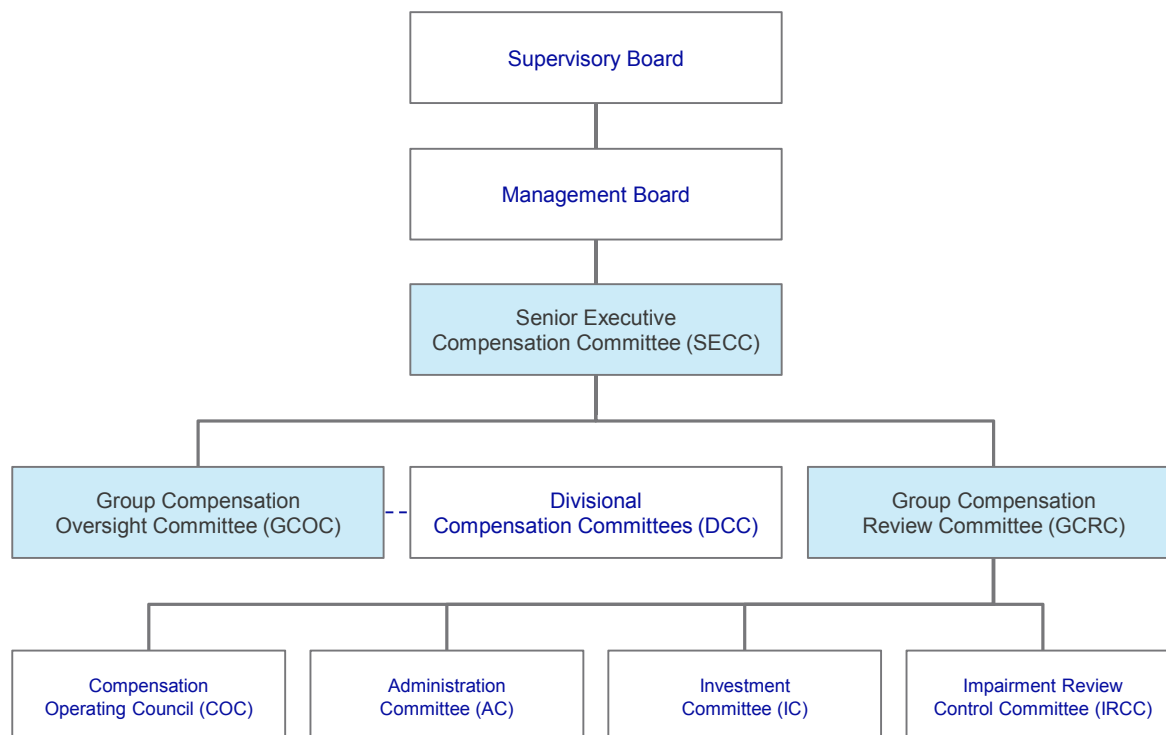 Supervisory Board
Management Board
Senior Executive
Compensation Committee (SECC)
Group Compensation
Oversight Committee (GCOC)
Divisional
Compensation Committees (DCC)
Group Compensation
Review Committee (GCRC)
Compensation
Operating Council (COC)
Administration
Committee (AC)
Investment
Committee (IC)
Impairment Review
Control Committee (IRCC)